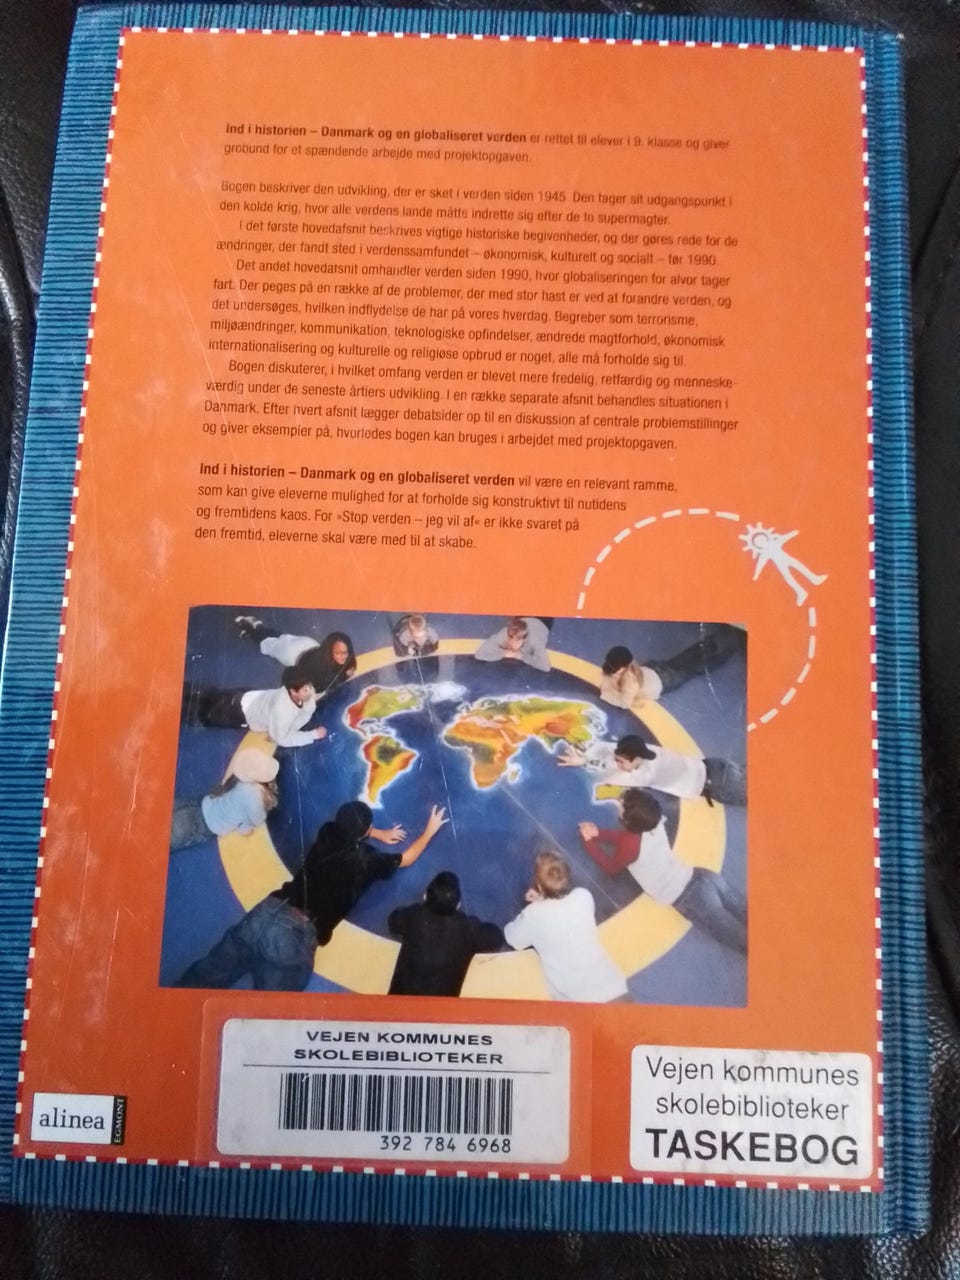 Ind i historien – Danmark og en globaliseret verden er rettet til elever i 9. klasse og giver
grobund for et spændende arbejde med projektopgaven.
Bogen beskriver den udvikling, der er sket i verden siden 1945. Den tager sit udgangspunkt i
den kolde krig, hvor alle verdens lande måtte indrette sig efter de to supermagter.
I det første hovedafsnit beskrives vigtige historiske begivenheder, og der gøres rede for de
ændringer, der fandt sted i verdenssamfundet – økonomisk, kulturelt og socialt – før 1990.
Det andet hovedafsnit omhandler verden siden 1990, hvor globaliseringen for alvor tager
fart. Der peges på en række af de problemer, der med stor hast er ved at forandre verden, og
det undersøges, hvilken indflydelse de har på vores hverdag. Begreber som terrorisme,
miljøændringer, kommunikation, teknologiske opfindelser, ændrede magtforhold, økonomisk
internationalisering og kulturelle og religiøse opbrud er noget, alle må forholde sig til.
Bogen diskuterer, i hvilket omfang verden er blevet mere fredelig, retfærdig og menneske-
værdig under de seneste årtiers udvikling. I en række separate afsnit behandles situationen i
Danmark. Efter hvert afsnit lægger debatsider op til en diskussion af centrale problemstillinger
og giver eksempler på, hvorledes bogen kan bruges i arbejdet med projektopgaven.
Ind i historien – Danmark og en globaliseret verden vil være en relevant ramme,
som kan give eleverne mulighed for at forholde sig konstruktivt til nutidens
og fremtidens kaos. For »Stop verden – jeg vil af« er ikke svaret på
den fremtid, eleverne skal være med til at skabe.
VEJEN KOMMUNES
SKOLEBIBLIOTEKER
392 784 6968
Vejen kommunes
skolebiblioteker
TASKEBOG
alinea
EGMONT